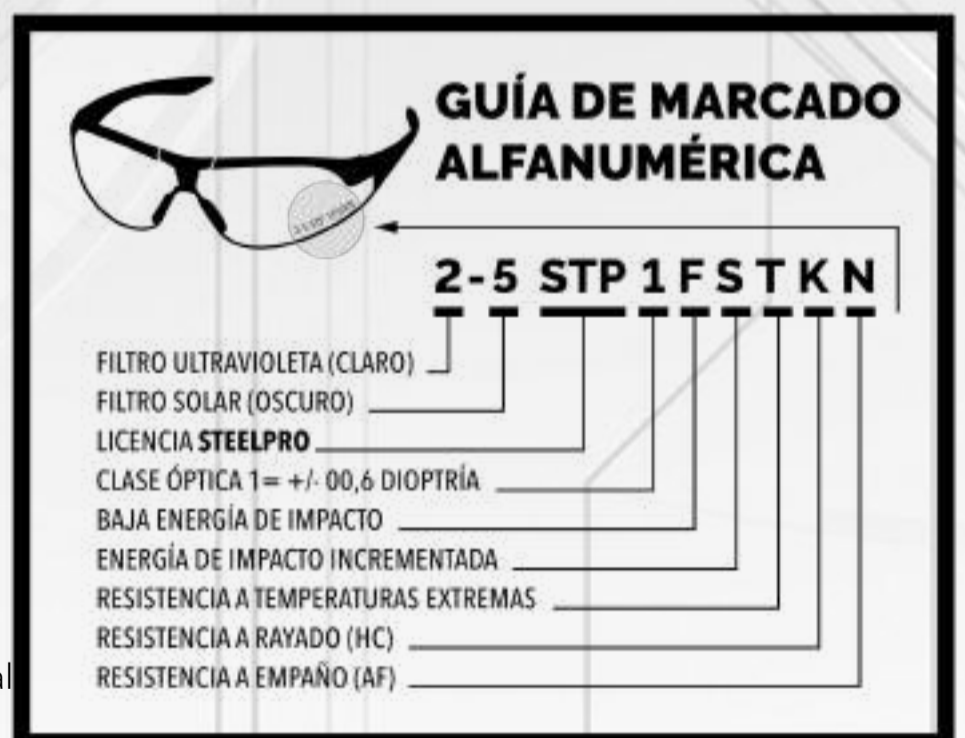 GUÍA DE MARCADO
ALFANUMÉRICA
2-5 STP 1 F S T K N
FILTRO ULTRAVIOLETA (CLARO)
FILTRO SOLAR (OSCURO)
LICENCIA STEELPRO
CLASE ÓPTICA 1= +/- 00,6 DIOPTRÍA
BAJA ENERGÍA DE IMPACTO
ENERGÍA DE IMPACTO INCREMENTADA
RESISTENCIA A TEMPERATURAS EXTREMAS
RESISTENCIA A RAYADO (HC)
RESISTENCIA A EMPAÑO (AF)